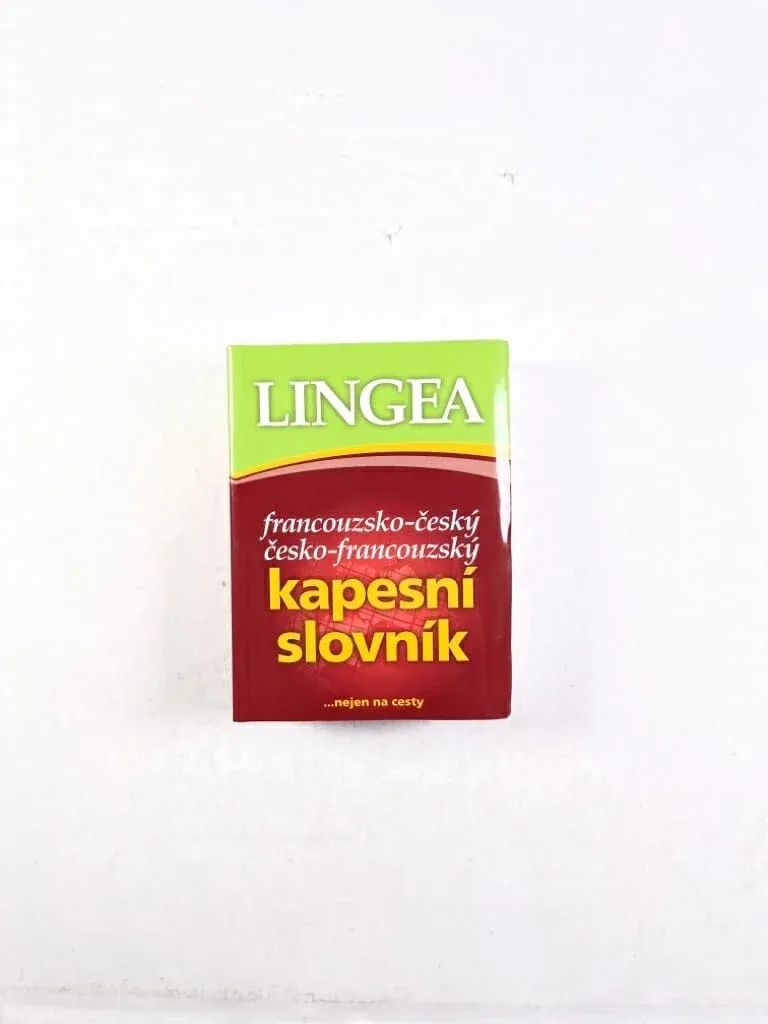 LINGEA
francouzsko-český
česko-francouzský
kapesní
slovník
...nejen na cesty